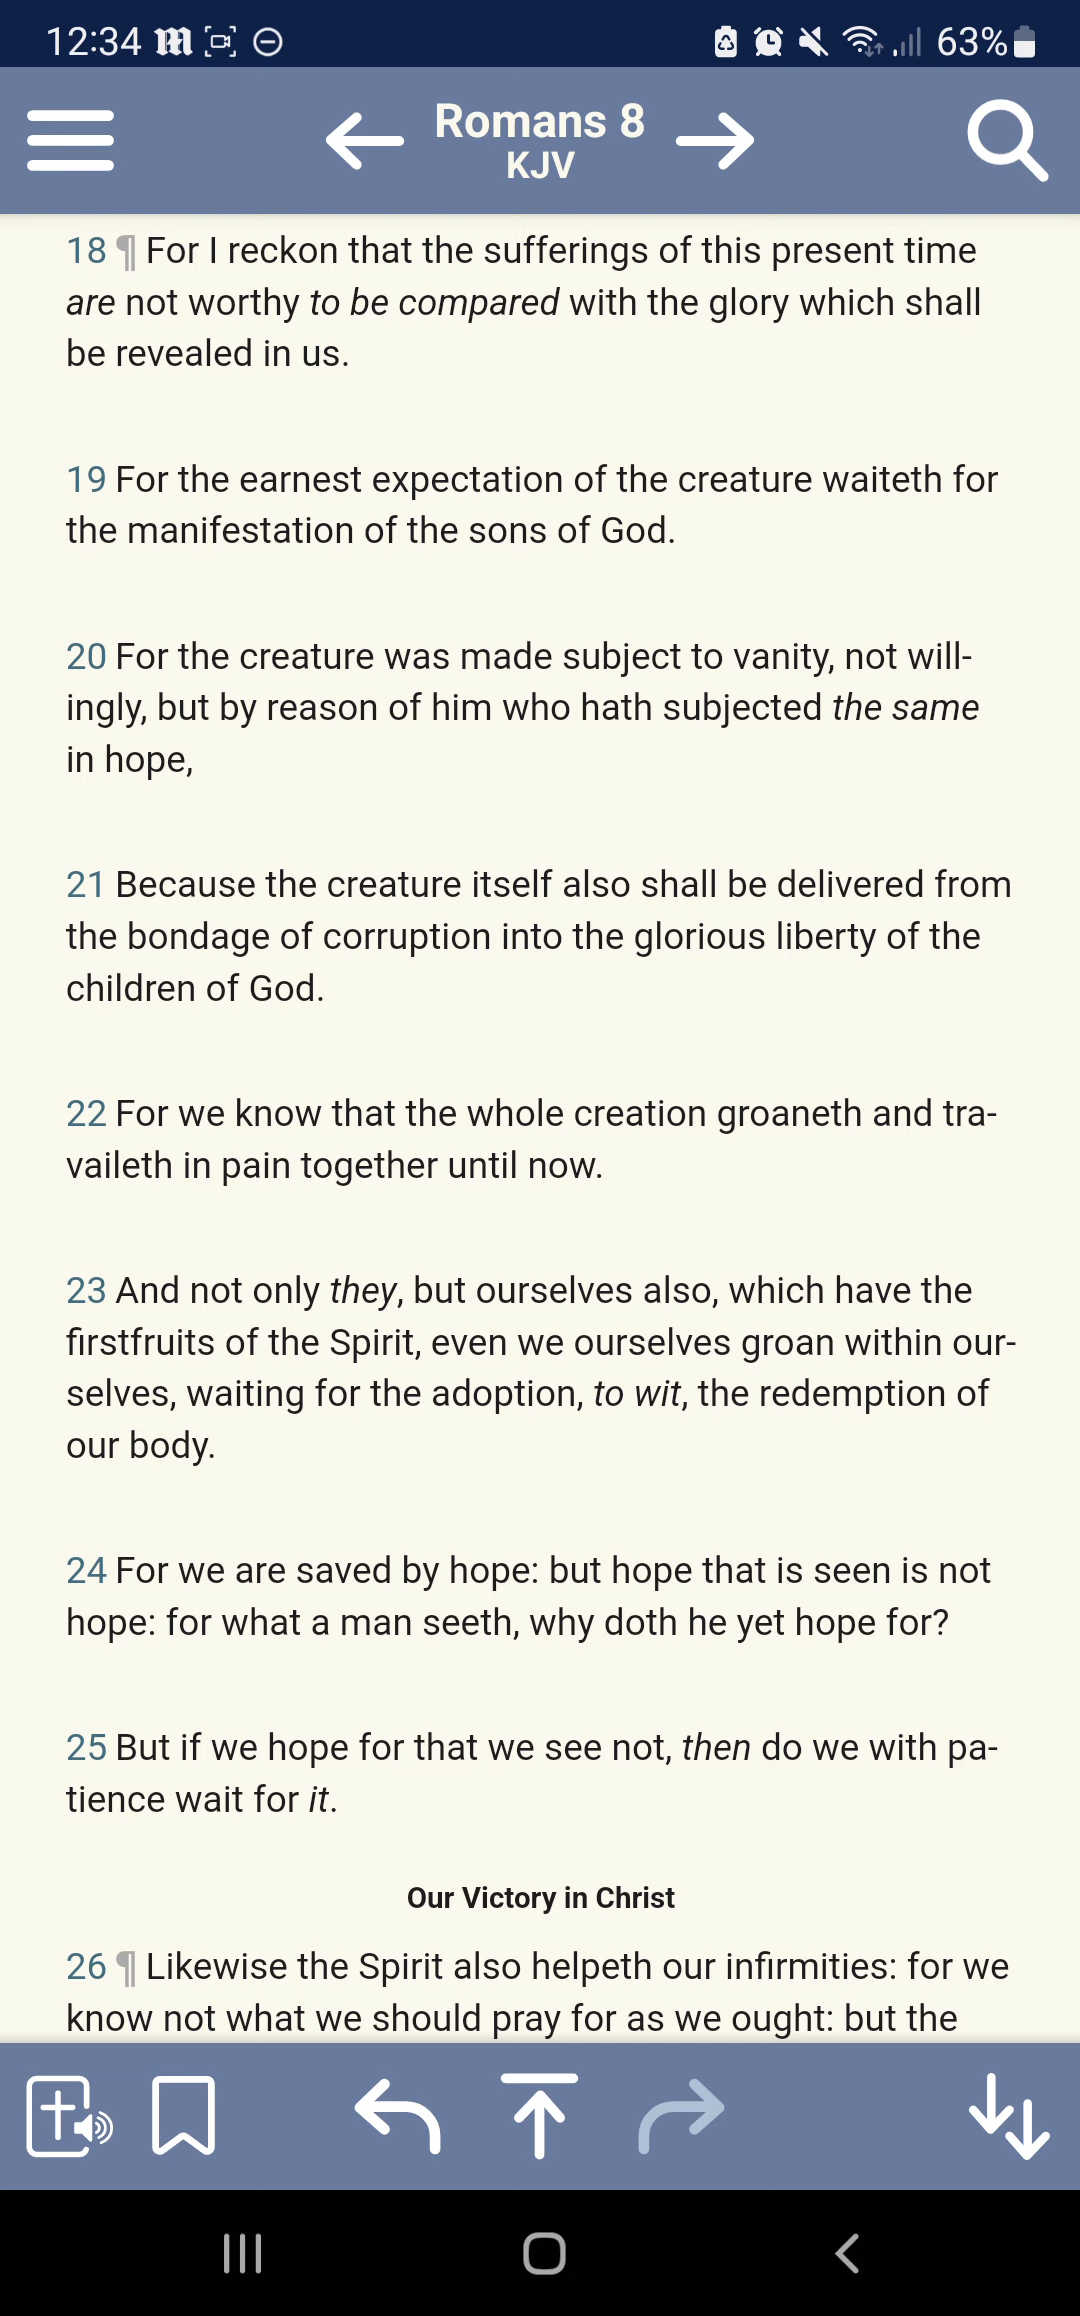 12:34 63%
Romans 8
KJV
18 ¶ For I reckon that the sufferings of this present time
are not worthy to be compared with the glory which shall
be revealed in us.
19 For the earnest expectation of the creature waiteth for
the manifestation of the sons of God.
20 For the creature was made subject to vanity, not will-
ingly, but by reason of him who hath subjected the same
in hope,
21 Because the creature itself also shall be delivered from
the bondage of corruption into the glorious liberty of the
children of God.
22 For we know that the whole creation groaneth and tra-
vaileth in pain together until now.
23 And not only they, but ourselves also, which have the
firstfruits of the Spirit, even we ourselves groan within our-
selves, waiting for the adoption, to wit, the redemption of
our body.
24 For we are saved by hope: but hope that is seen is not
hope: for what a man seeth, why doth he yet hope for?
25 But if we hope for that we see not, then do we with pa-
tience wait for it.
Our Victory in Christ
26 ¶ Likewise the Spirit also helpeth our infirmities: for we
know not what we should pray for as we ought: but the